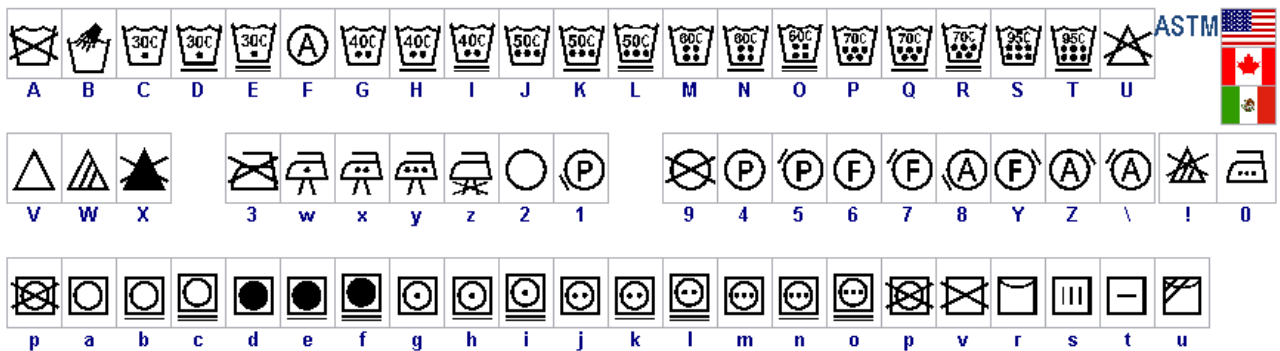 30C 30C 30C A 40C 40C 40C 50C 50C 50C 60C 60C 60C 70C 70C 70C 95C 95C ASTM
A B C D E F G H I J K L M N O P Q R S T U
P P P F F A F A A
V W X 3 w x y z 2 1 9 4 5 6 7 8 Y Z \ ! 0
p a b c d e f g h i j k l m n o p v r s t u